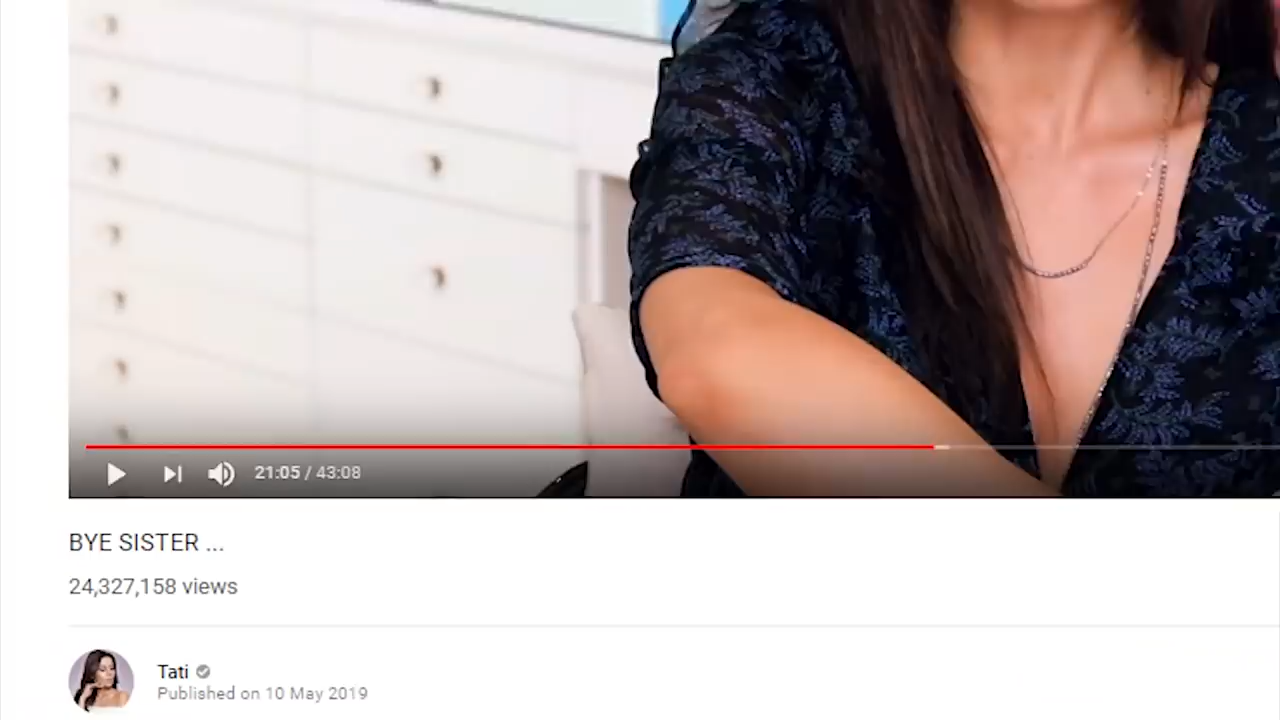 21:05 / 43:08
BYE SISTER ...
24,327,158 views
Tati
Published on 10 May 2019